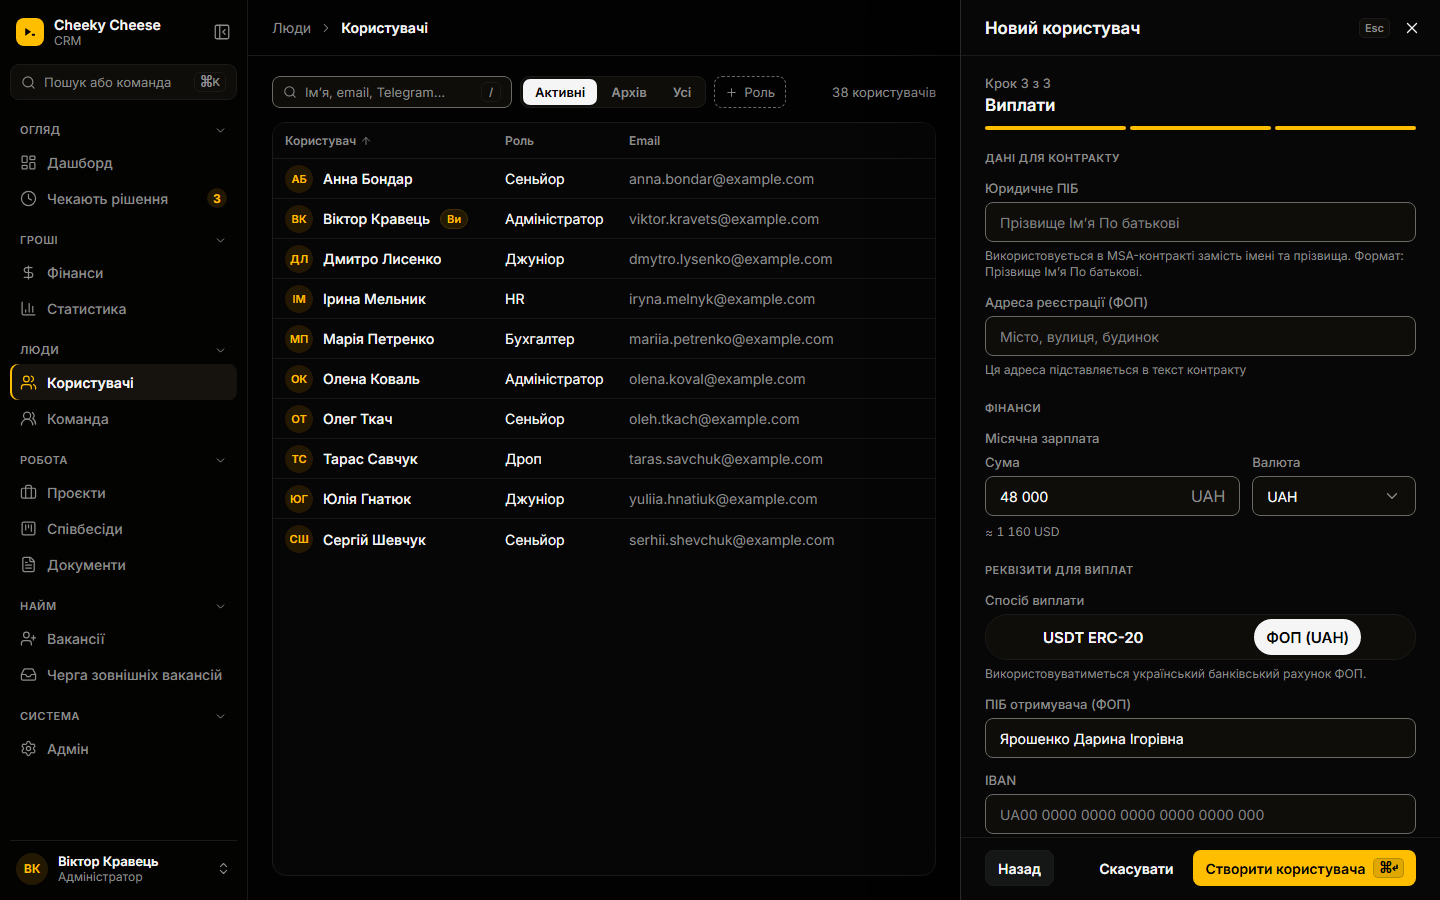 Cheeky Cheese
CRM
Пошук або команда ⌘K
ОГЛЯД
Дашборд
Чекають рішення 3
ГРОШІ
Фінанси
Статистика
ЛЮДИ
Користувачі
Команда
РОБОТА
Проєкти
Співбесіди
Документи
НАЙМ
Вакансії
Черга зовнішніх вакансій
СИСТЕМА
Адмін
ВК Віктор Кравець
Адміністратор
Люди > Користувачі
Ім'я, email, Telegram... /
Активні Архів Усі + Роль 38 користувачів
Користувач ↑ Роль Email
АБ Анна Бондар Сеньйор anna.bondar@example.com
ВК Віктор Кравець Ви Адміністратор viktor.kravets@example.com
ДЛ Дмитро Лисенко Джуніор dmytro.lysenko@example.com
ІМ Ірина Мельник HR iryna.melnyk@example.com
МП Марія Петренко Бухгалтер mariia.petrenko@example.com
ОК Олена Коваль Адміністратор olena.koval@example.com
ОТ Олег Ткач Сеньйор oleh.tkach@example.com
ТС Тарас Савчук Дроп taras.savchuk@example.com
ЮГ Юлія Гнатюк Джуніор yuliia.hnatiuk@example.com
СШ Сергій Шевчук Сеньйор serhii.shevchuk@example.com
Новий користувач Esc
Крок 3 з 3
Виплати
ДАНІ ДЛЯ КОНТРАКТУ
Юридичне ПІБ
Прізвище Ім'я По батькові
Використовується в MSA-контракті замість імені та прізвища. Формат:
Прізвище Ім'я По батькові.
Адреса реєстрації (ФОП)
Місто, вулиця, будинок
Ця адреса підставляється в текст контракту
ФІНАНСИ
Місячна зарплата
Сума Валюта
48 000 UAH UAH
≈ 1 160 USD
РЕКВІЗИТИ ДЛЯ ВИПЛАТ
Спосіб виплати
USDT ERC-20 ФОП (UAH)
Використовуватиметься український банківський рахунок ФОП.
ПІБ отримувача (ФОП)
Ярошенко Дарина Ігорівна
IBAN
UA00 0000 0000 0000 0000 0000 000
Назад Скасувати Створити користувача ⌘↵